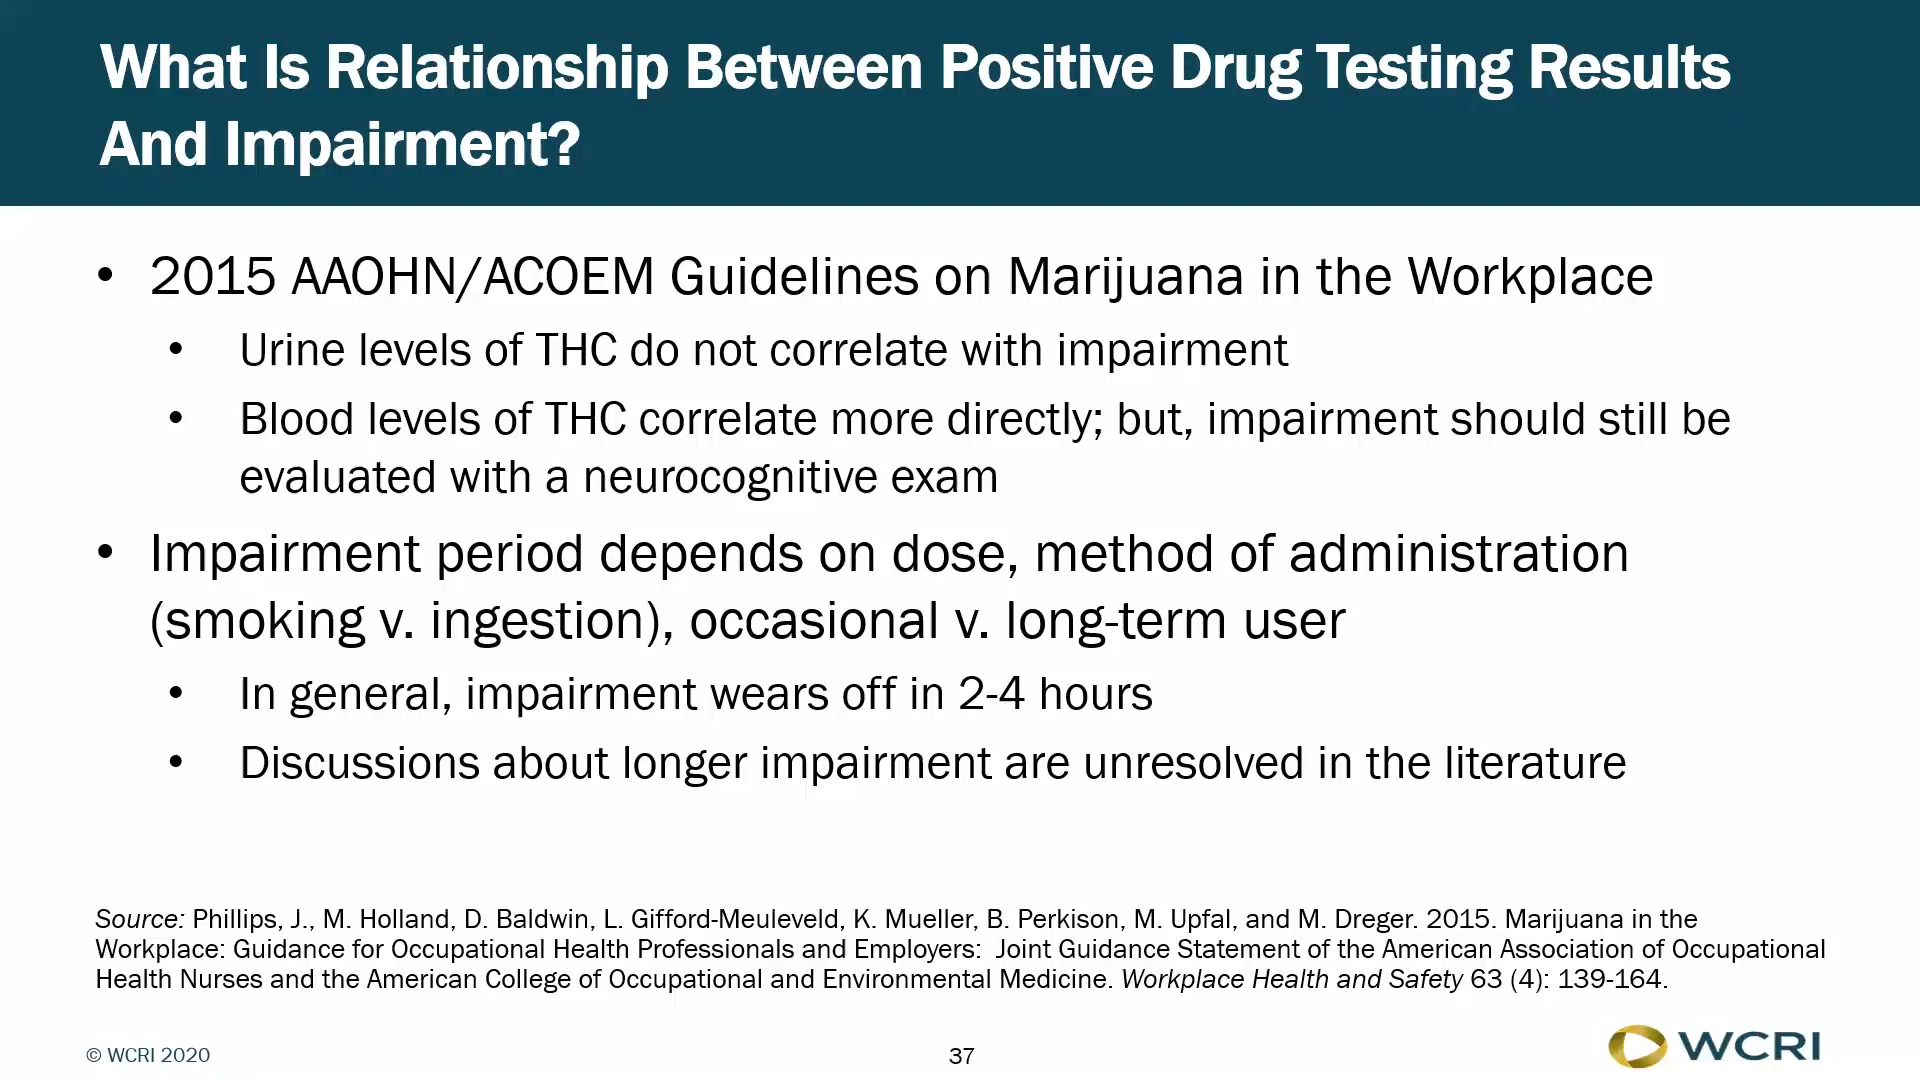 What Is Relationship Between Positive Drug Testing Results
And Impairment?
• 2015 AAOHN/ACOEM Guidelines on Marijuana in the Workplace
• Urine levels of THC do not correlate with impairment
• Blood levels of THC correlate more directly; but, impairment should still be
evaluated with a neurocognitive exam
• Impairment period depends on dose, method of administration
(smoking v. ingestion), occasional v. long-term user
• In general, impairment wears off in 2-4 hours
• Discussions about longer impairment are unresolved in the literature
Source: Phillips, J., M. Holland, D. Baldwin, L. Gifford-Meuleveld, K. Mueller, B. Perkison, M. Upfal, and M. Dreger. 2015. Marijuana in the
Workplace: Guidance for Occupational Health Professionals and Employers: Joint Guidance Statement of the American Association of Occupational
Health Nurses and the American College of Occupational and Environmental Medicine. Workplace Health and Safety 63 (4): 139-164.
© WCRI 2020
37
WCRI